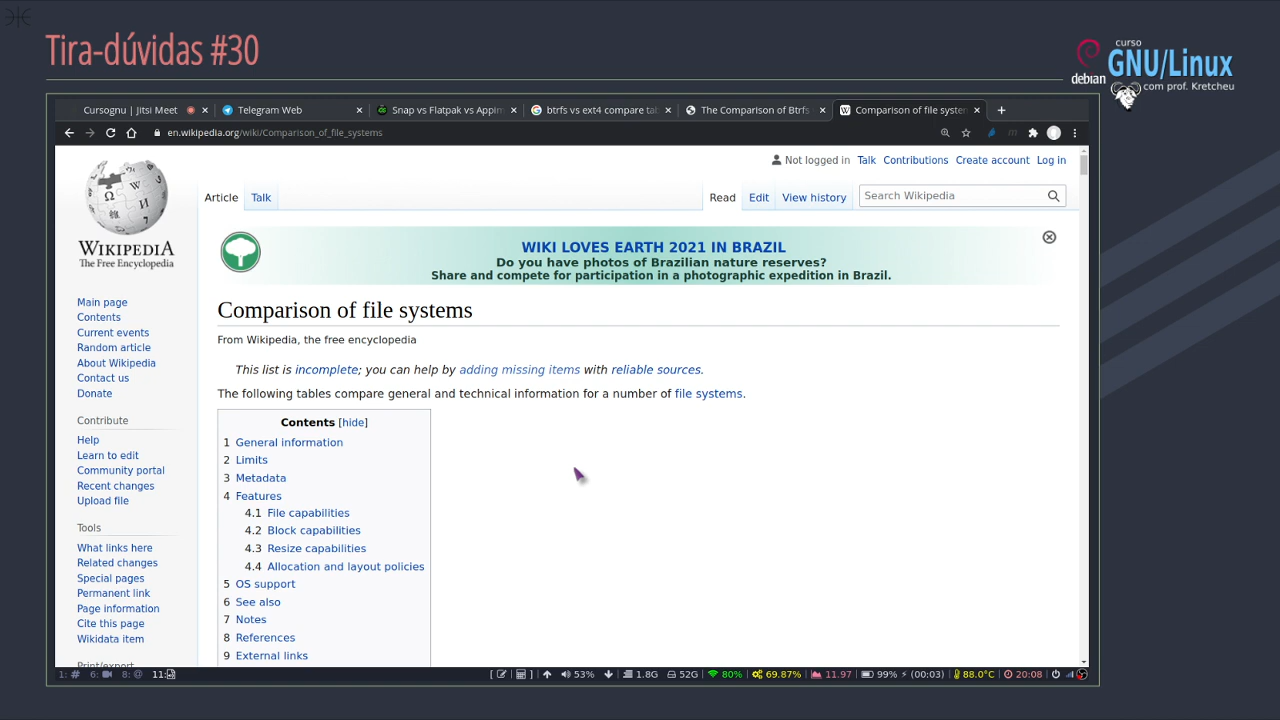 Tira-dúvidas #30
curso
GNU/Linux
debian
com prof. Kretcheu
Cursognu | Jitsi Meet
Telegram Web
Snap vs Flatpak vs AppIm
btrfs vs ext4 compare ta
The Comparison of Btrfs
Comparison of file system
en.wikipedia.org/wiki/Comparison_of_file_systems
Not logged in Talk Contributions Create account Log in
Article Talk Read Edit View history Search Wikipedia
WIKIPEDIA
The Free Encyclopedia
WIKI LOVES EARTH 2021 IN BRAZIL
Do you have photos of Brazilian nature reserves?
Share and compete for participation in a photographic expedition in Brazil.
Main page
Contents
Current events
Random article
About Wikipedia
Contact us
Donate
Contribute
Help
Learn to edit
Community portal
Recent changes
Upload file
Tools
What links here
Related changes
Special pages
Permanent link
Page information
Cite this page
Wikidata item
Print/export
Comparison of file systems
From Wikipedia, the free encyclopedia
This list is incomplete; you can help by adding missing items with reliable sources.
The following tables compare general and technical information for a number of file systems.
Contents [hide]
1 General information
2 Limits
3 Metadata
4 Features
4.1 File capabilities
4.2 Block capabilities
4.3 Resize capabilities
4.4 Allocation and layout policies
5 OS support
6 See also
7 Notes
8 References
9 External links
1: # 6: 8: @ 11: [ | ] 53% 1.8G 52G 80% 69.87% 11.97 99% (00:03) 88.0°C 20:08